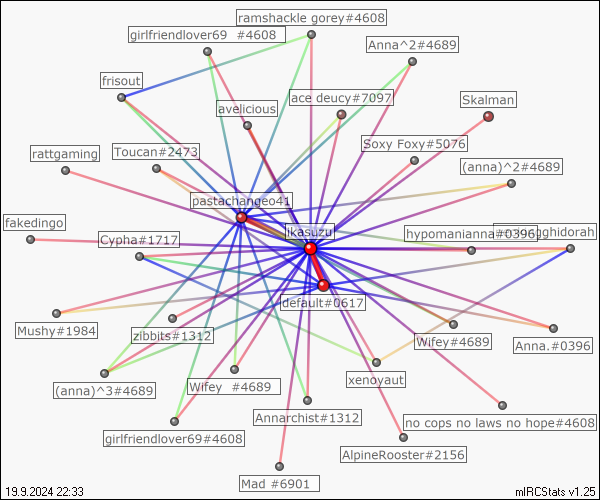 ramshackle gorey#4608
girlfriendlover69 #4608
Anna^2#4689
frisout
ace deucy#7097
Skalman
avelicious
Soxy Foxy#5076
rattgaming
Toucan#2473
(anna)^2#4689
pastachangeo41
fakedingo
Cypha#1717
likasuzu
hypomanianna#0396
ghidorah
default#0617
Mushy#1984
zibbits#1312
Wifey#4689
Anna.#0396
(anna)^3#4689
Wifey #4689
xenoyaut
Annarchist#1312
no cops no laws no hope#4608
girlfriendlover69#4608
AlpineRooster#2156
Mad #6901
19.9.2024 22:33
mIRCStats v1.25